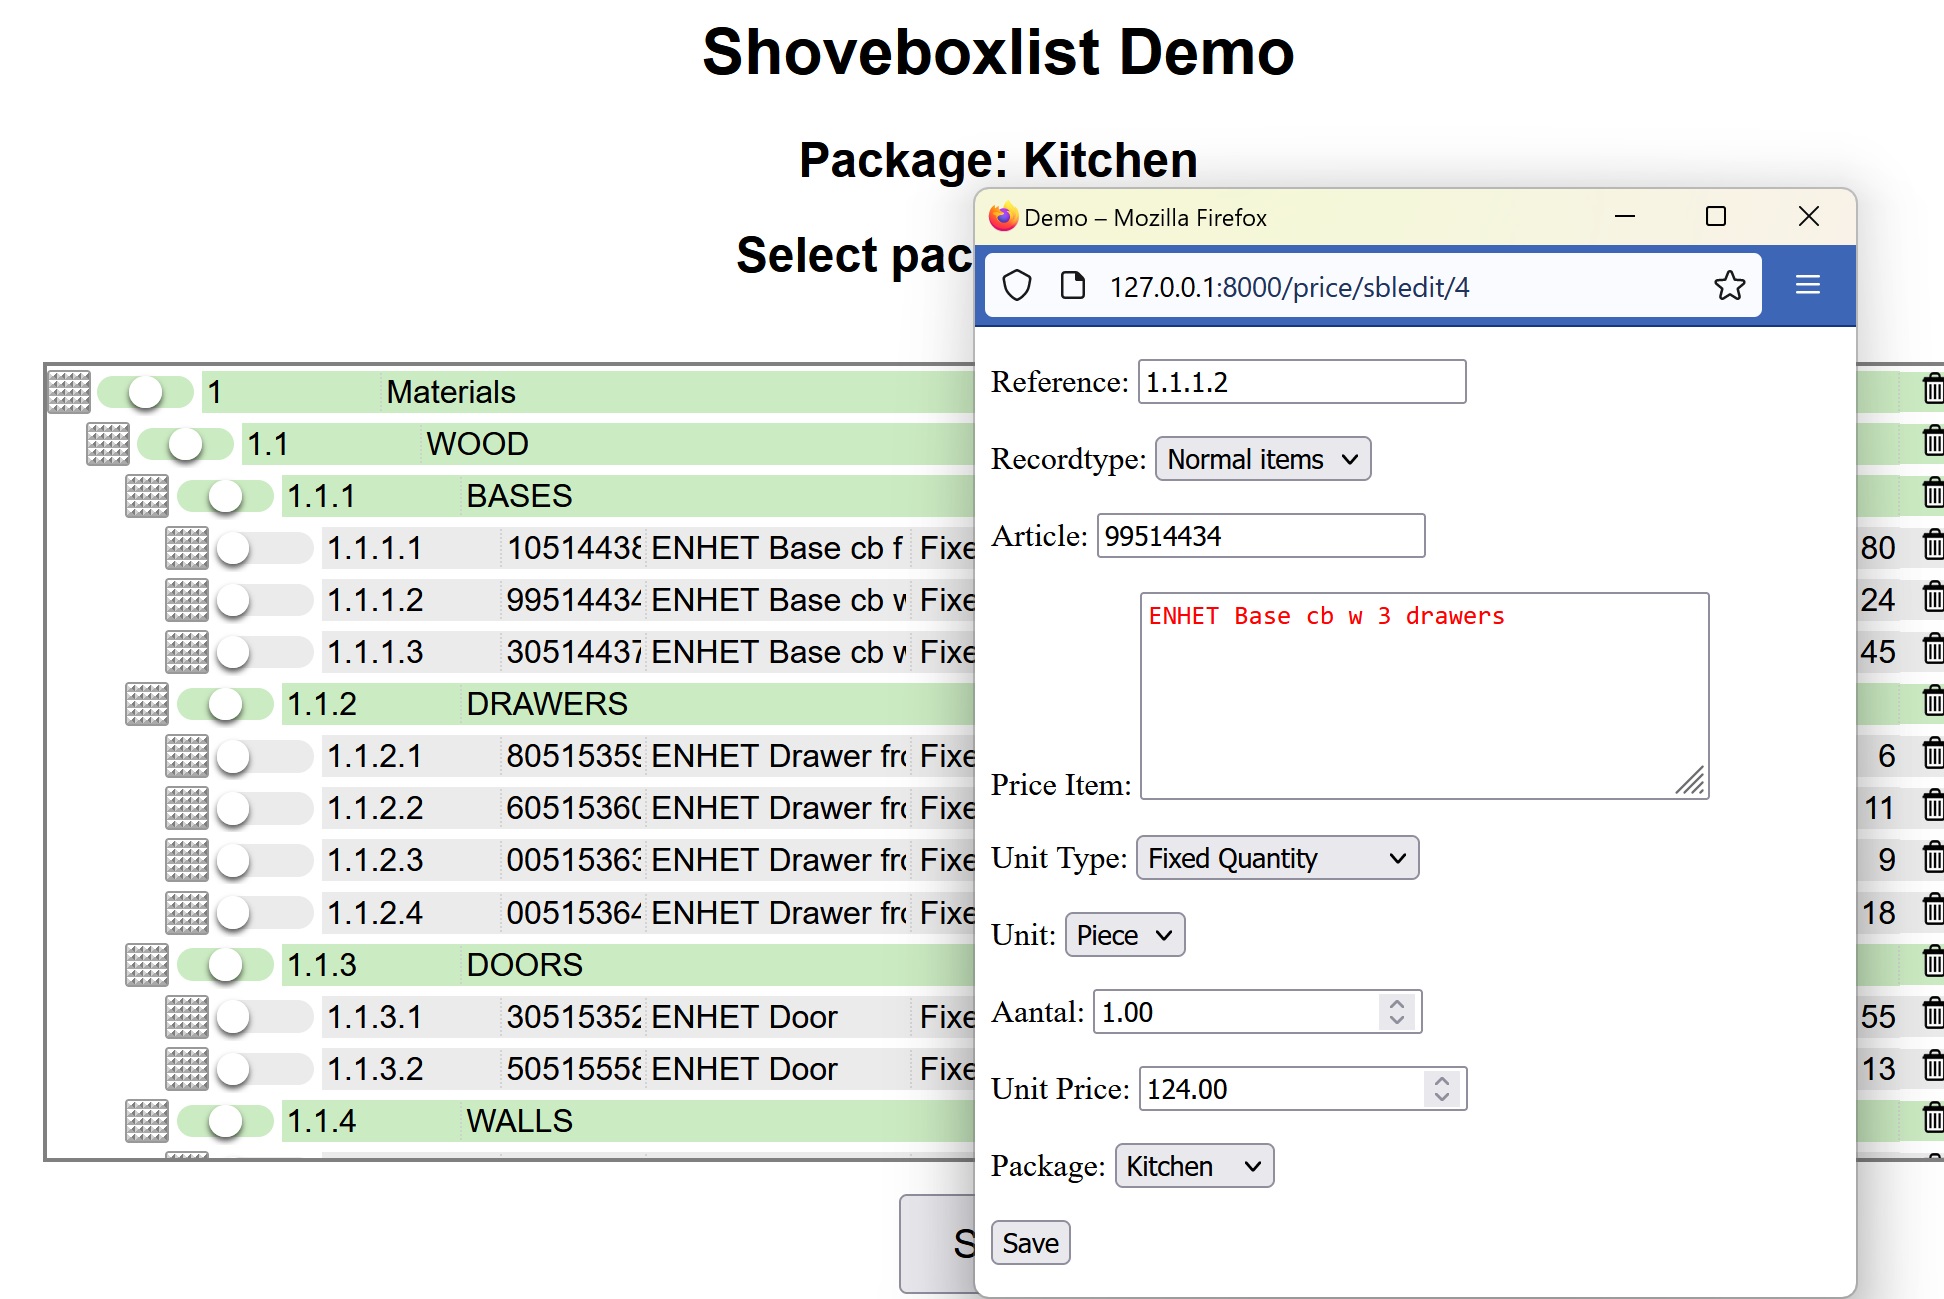 Shoveboxlist Demo
Package: Kitchen
Select pac
Demo – Mozilla Firefox
127.0.0.1:8000/price/sbledit/4
Reference: 1.1.1.2
Recordtype: Normal items
Article: 99514434
ENHET Base cb w 3 drawers
Price Item:
Unit Type: Fixed Quantity
Unit: Piece
Aantal: 1.00
Unit Price: 124.00
Package: Kitchen
Save
1 Materials
1.1 WOOD
1.1.1 BASES
1.1.1.1 10514438 ENHET Base cb f Fixe 80
1.1.1.2 99514434 ENHET Base cb w Fixe 24
1.1.1.3 30514437 ENHET Base cb w Fixe 45
1.1.2 DRAWERS
1.1.2.1 80515359 ENHET Drawer fro Fixe 6
1.1.2.2 60515360 ENHET Drawer fro Fixe 11
1.1.2.3 00515363 ENHET Drawer fro Fixe 9
1.1.2.4 00515364 ENHET Drawer fro Fixe 18
1.1.3 DOORS
1.1.3.1 30515352 ENHET Door Fixe 55
1.1.3.2 50515558 ENHET Door Fixe 13
1.1.4 WALLS
S